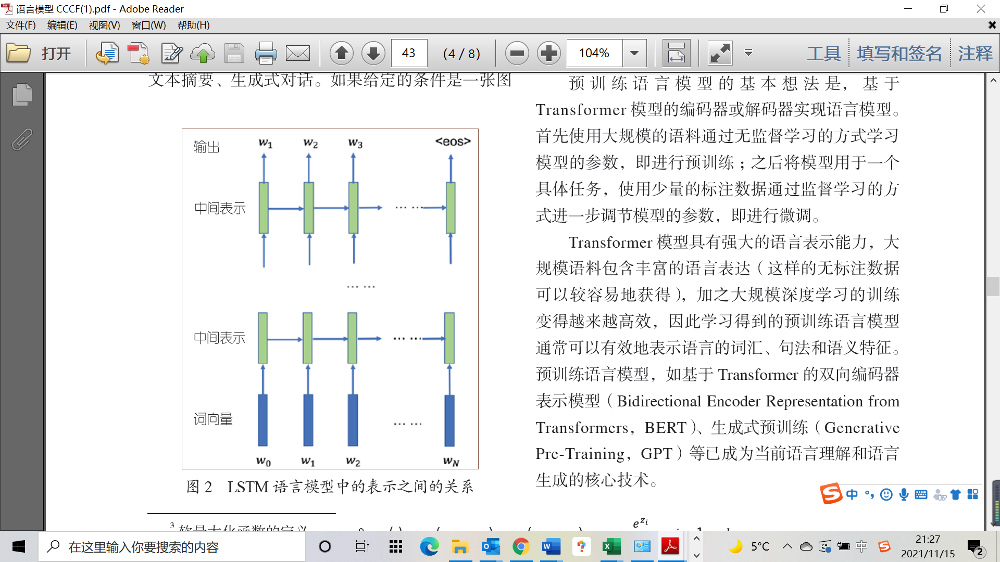 语言模型 CCCF(1).pdf - Adobe Reader
文件(F) 编辑(E) 视图(V) 窗口(W) 帮助(H)
打开 43 (4 / 8) 104% 工具 填写和签名 注释
文本摘要、生成式对话。如果给定的条件是一张图
输出 w1 w2 w3 <eos>
中间表示 … …
… …
中间表示 … …
词向量 … …
w0 w1 w2 wN
图 2 LSTM 语言模型中的表示之间的关系
预训练语言模型的基本想法是，基于
Transformer 模型的编码器或解码器实现语言模型。
首先使用大规模的语料通过无监督学习的方式学习
模型的参数，即进行预训练；之后将模型用于一个
具体任务，使用少量的标注数据通过监督学习的方
式进一步调节模型的参数，即进行微调。
Transformer 模型具有强大的语言表示能力，大
规模语料包含丰富的语言表达（这样的无标注数据
可以较容易地获得），加之大规模深度学习的训练
变得越来越高效，因此学习得到的预训练语言模型
通常可以有效地表示语言的词汇、句法和语义特征。
预训练语言模型，如基于 Transformer 的双向编码器
表示模型（Bidirectional Encoder Representation from
Transformers，BERT）、生成式预训练（Generative
Pre-Training，GPT）等已成为当前语言理解和语言
生成的核心技术。
中
3 软最大化函数的定义 e^{z_i}
在这里输入你要搜索的内容 5°C 中 21:27
2021/11/15 2